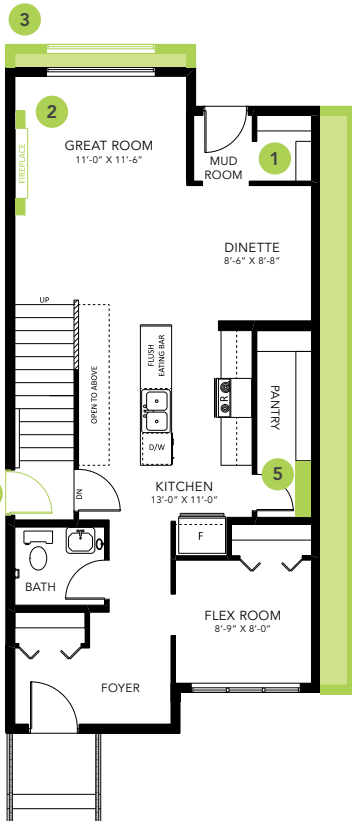 3
2
GREAT ROOM
11'-0" X 11'-6"
FIREPLACE
1
MUD
ROOM
DINETTE
8'-6" X 8'-8"
UP
OPEN TO ABOVE
FLUSH
EATING BAR
R
D/W
PANTRY
DN
KITCHEN
13'-0" X 11'-0"
5
F
BATH
FLEX ROOM
8'-9" X 8'-0"
FOYER